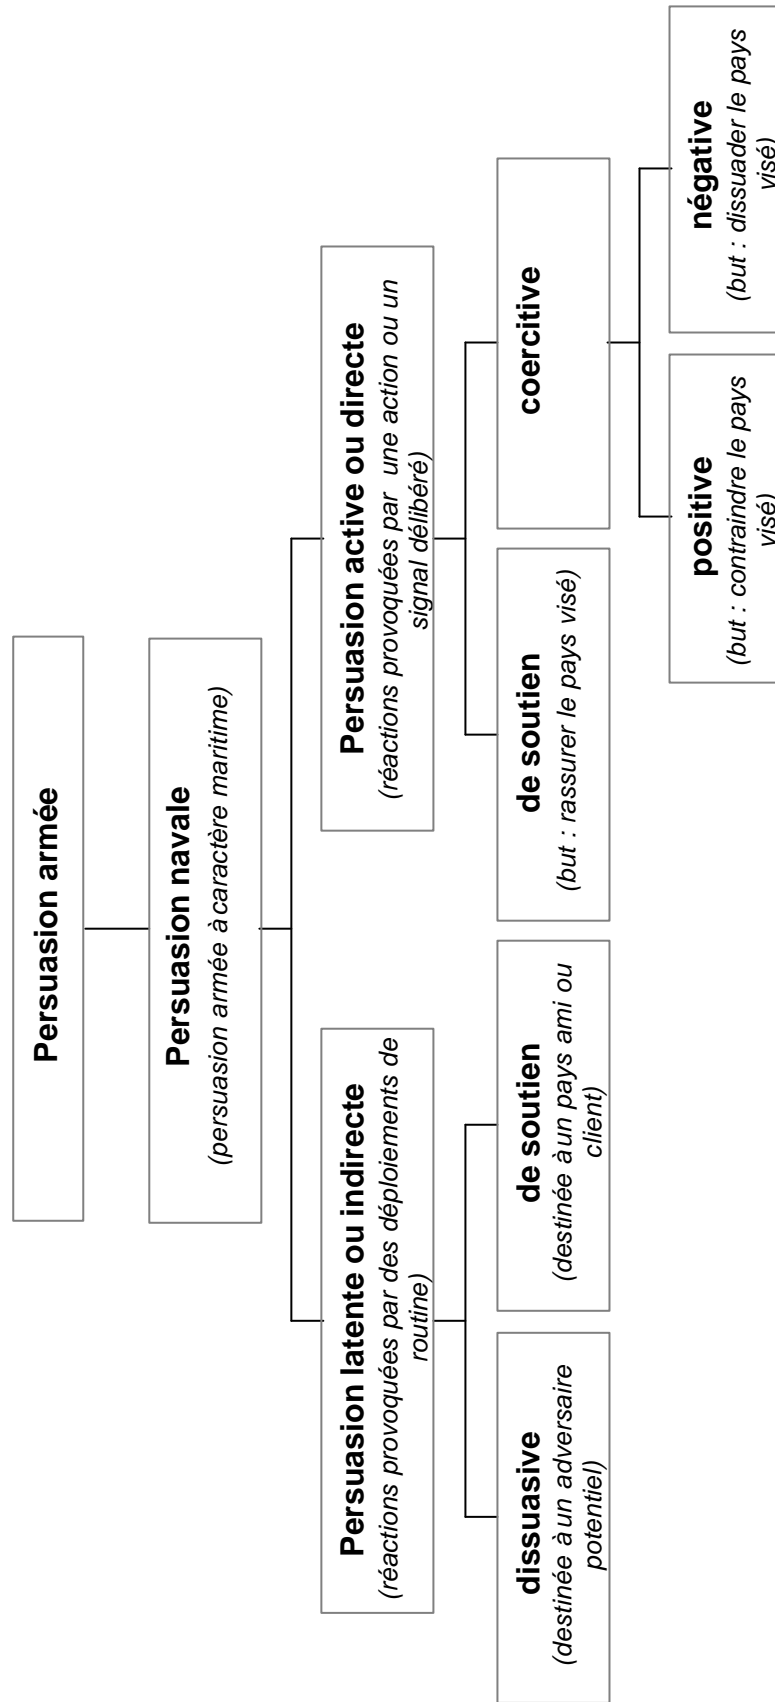 Persuasion armée
Persuasion navale
(persuasion armée à caractère maritime)
Persuasion latente ou indirecte
(réactions provoquées par des déploiements de
routine)
Persuasion active ou directe
(réactions provoquées par une action ou un
signal délibéré)
dissuasive
(destinée à un adversaire
potentiel)
de soutien
(destinée à un pays ami ou
client)
de soutien
(but : rassurer le pays visé)
coercitive
positive
(but : contraindre le pays
visé)
négative
(but : dissuader le pays
visé)